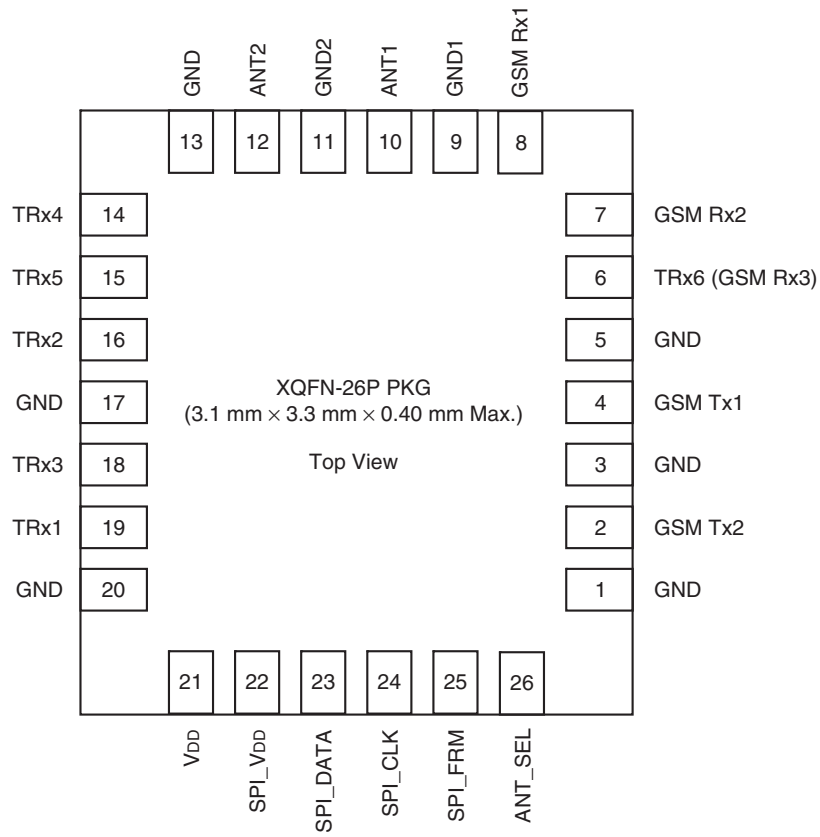 GND
ANT2
GND2
ANT1
GND1
GSM Rx1
13
12
11
10
9
8
TRx4
14
7
GSM Rx2
TRx5
15
6
TRx6 (GSM Rx3)
TRx2
16
5
GND
GND
17
4
GSM Tx1
TRx3
18
3
GND
TRx1
19
2
GSM Tx2
GND
20
1
GND
XQFN-26P PKG
(3.1 mm × 3.3 mm × 0.40 mm Max.)
Top View
21
22
23
24
25
26
VDD
SPI_VDD
SPI_DATA
SPI_CLK
SPI_FRM
ANT_SEL